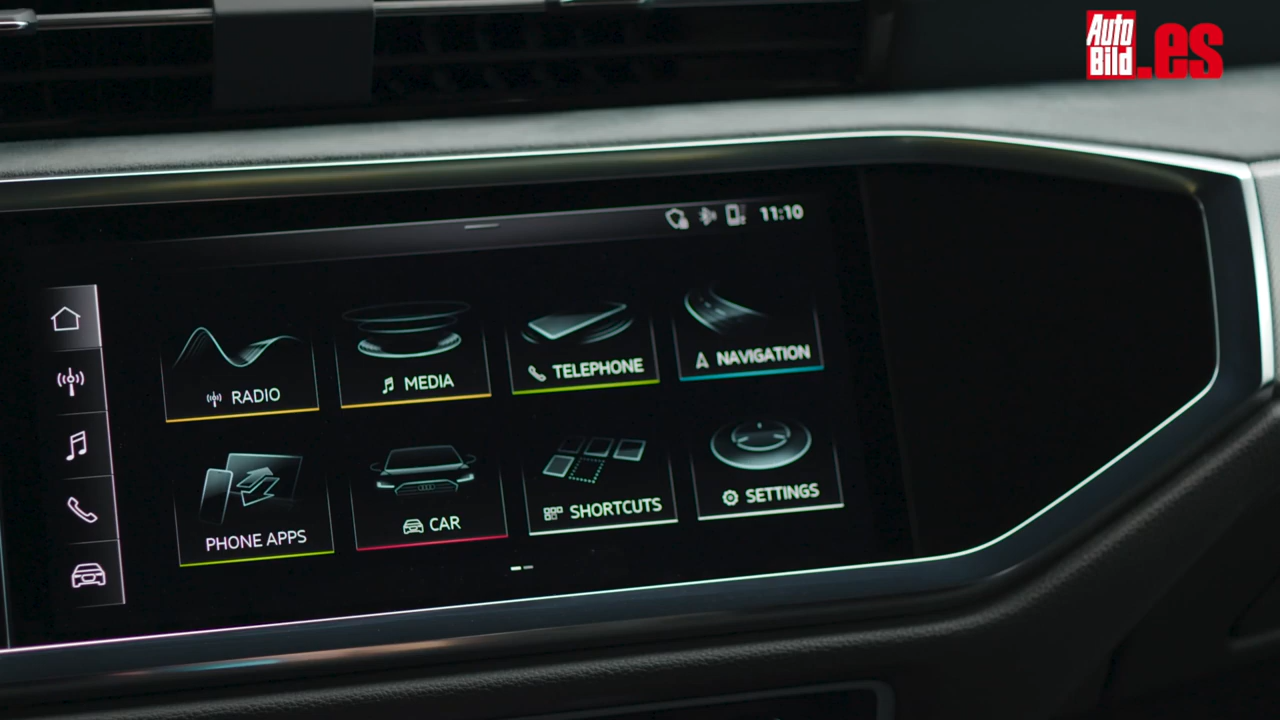 Auto
Bild.es
11:10
RADIO
MEDIA
TELEPHONE
NAVIGATION
PHONE APPS
CAR
SHORTCUTS
SETTINGS